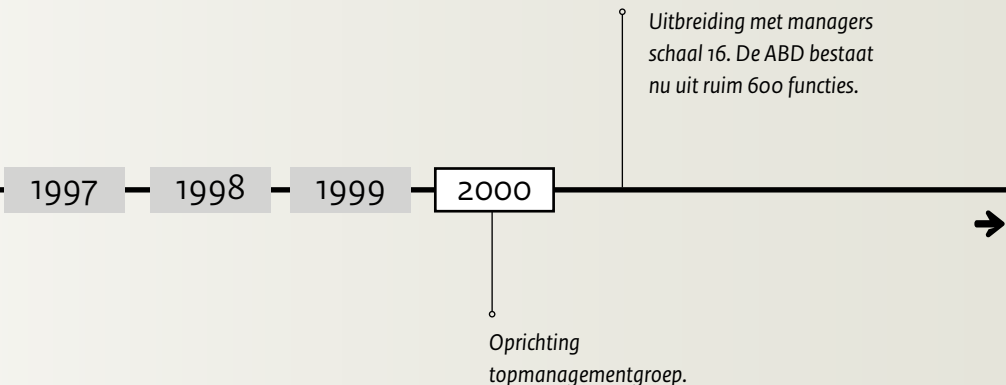 Uitbreiding met managers
schaal 16. De ABD bestaat
nu uit ruim 600 functies.
1997 1998 1999 2000
Oprichting
topmanagementgroep.